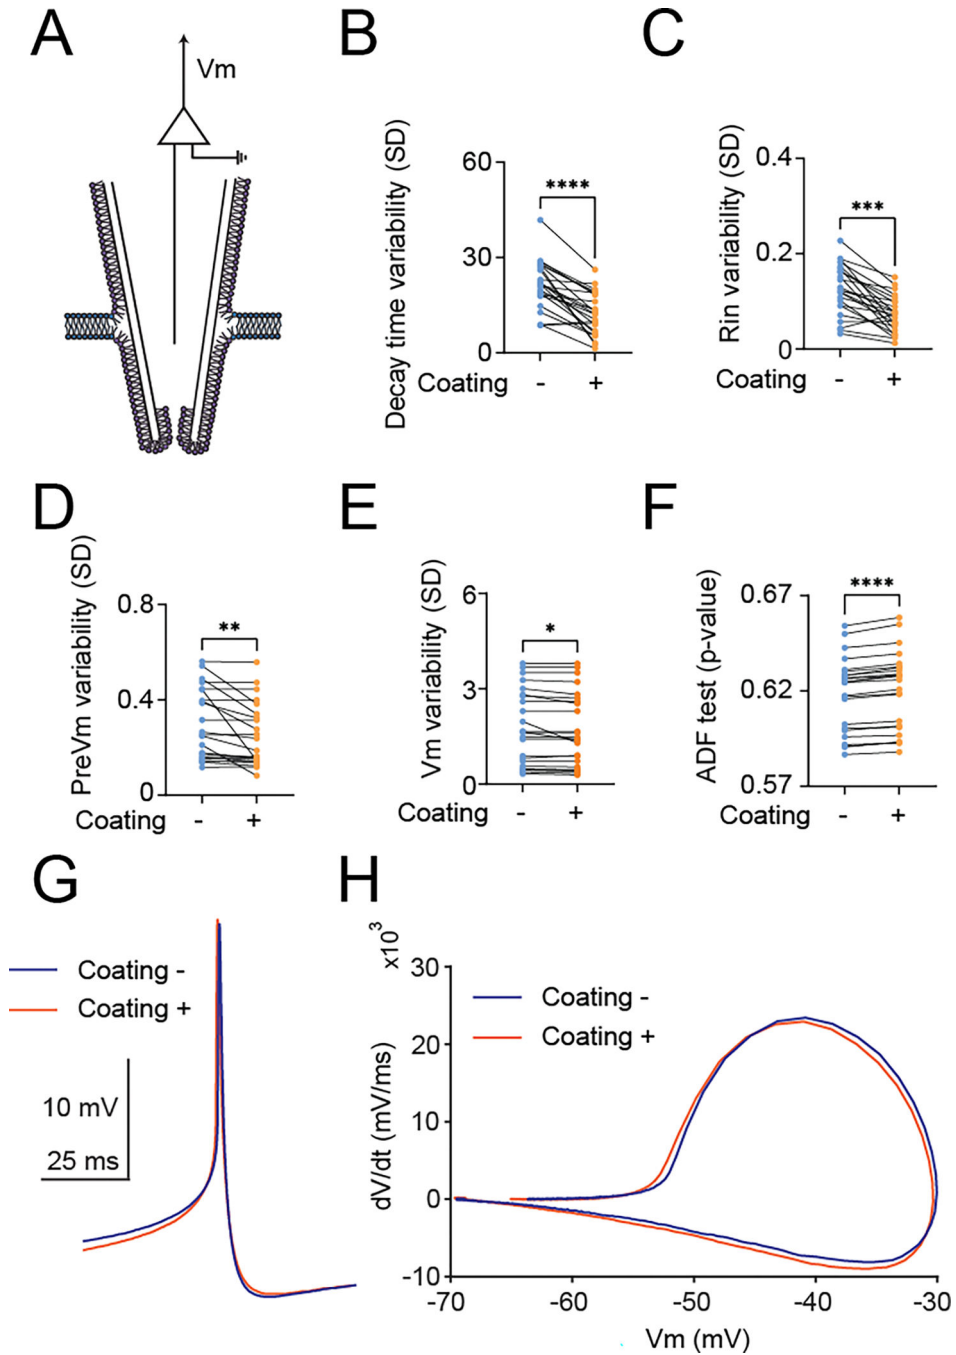 A
Vm
B
Decay time variability (SD)
60
30
0
****
Coating - +
C
Rin variability (SD)
0.4
0.2
0
***
Coating - +
D
PreVm variability (SD)
0.8
0.4
0
**
Coating - +
E
Vm variability (SD)
6
3
0
*
Coating - +
F
ADF test (p-value)
0.67
0.62
0.57
****
Coating - +
G
Coating -
Coating +
10 mV
25 ms
H
x10³
dV/dt (mV/ms)
30
20
10
0
-10
Coating -
Coating +
-70 -60 -50 -40 -30
Vm (mV)